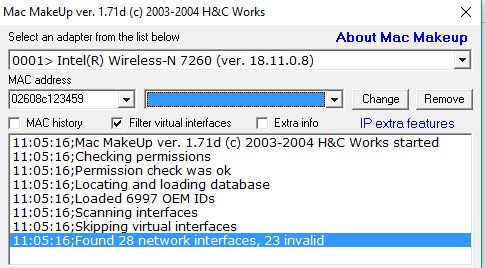 Mac MakeUp ver. 1.71d (c) 2003-2004 H&C Works
Select an adapter from the list below
About Mac Makeup
0001> Intel(R) Wireless-N 7260 (ver. 18.11.0.8)
MAC address
02608c123459
Change
Remove
MAC history
Filter virtual interfaces
Extra info
IP extra features
11:05:16;Mac MakeUp ver. 1.71d (c) 2003-2004 H&C Works started
11:05:16;Checking permissions
11:05:16;Permission check was ok
11:05:16;Locating and loading database
11:05:16;Loaded 6997 OEM IDs
11:05:16;Scanning interfaces
11:05:16;Skipping virtual interfaces
11:05:16;Found 28 network interfaces, 23 invalid